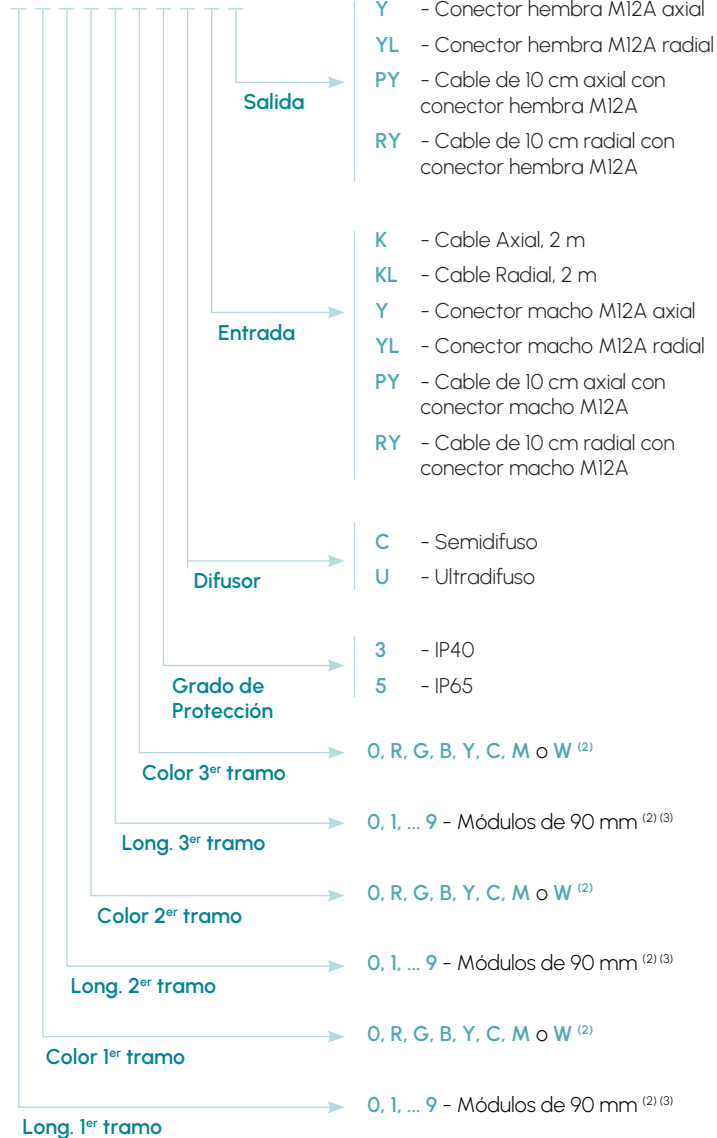 Y - Conector hembra M12A axial
YL - Conector hembra M12A radial
PY - Cable de 10 cm axial con
conector hembra M12A
Salida
RY - Cable de 10 cm radial con
conector hembra M12A
K - Cable Axial, 2 m
KL - Cable Radial, 2 m
Y - Conector macho M12A axial
Entrada
YL - Conector macho M12A radial
PY - Cable de 10 cm axial con
conector macho M12A
RY - Cable de 10 cm radial con
conector macho M12A
C - Semidifuso
U - Ultradifuso
Difusor
3 - IP40
5 - IP65
Grado de
Protección
0, R, G, B, Y, C, M o W (2)
Color 3er tramo
0, 1, ... 9 - Módulos de 90 mm (2) (3)
Long. 3er tramo
0, R, G, B, Y, C, M o W (2)
Color 2er tramo
0, 1, ... 9 - Módulos de 90 mm (2) (3)
Long. 2er tramo
0, R, G, B, Y, C, M o W (2)
Color 1er tramo
0, 1, ... 9 - Módulos de 90 mm (2) (3)
Long. 1er tramo